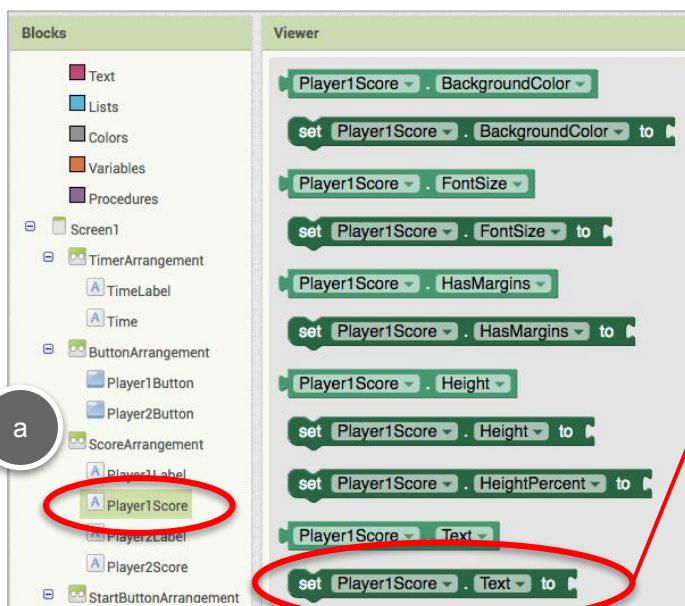 Blocks
Text
Lists
Colors
Variables
Procedures
Screen1
TimerArrangement
TimeLabel
Time
ButtonArrangement
Player1Button
Player2Button
a
ScoreArrangement
Player1Label
Player1Score
Player2Label
Player2Score
StartButtonArrangement
Viewer
Player1Score . BackgroundColor
set Player1Score . BackgroundColor to
Player1Score . FontSize
set Player1Score . FontSize to
Player1Score . HasMargins
set Player1Score . HasMargins to
Player1Score . Height
set Player1Score . Height to
set Player1Score . HeightPercent to
Player1Score . Text
set Player1Score . Text to